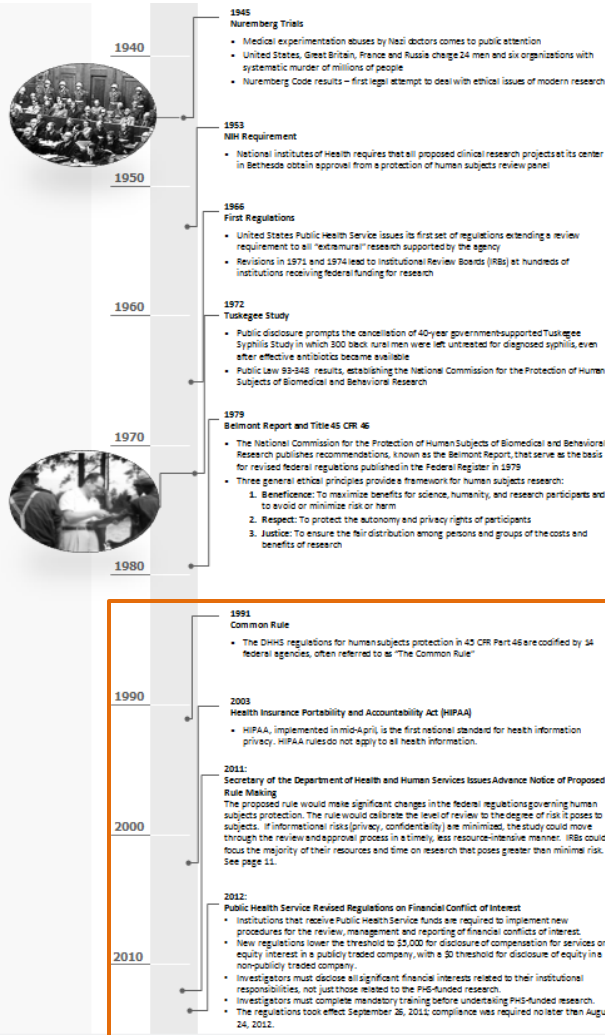 1945
Nuremberg Trials
• Medical experimentation abuses by Nazi doctors comes to public attention
• United States, Great Britain, France and Russia charge 24 men and six organizations with
systematic murder of millions of people
• Nuremberg Code results – first legal attempt to deal with ethical issues of modern research
1940
1953
NIH Requirement
• National institutes of Health requires that all proposed clinical research projects at its center
in Bethesda obtain approval from a protection of human subjects review panel
1950
1966
First Regulations
• United States Public Health Service issues its first set of regulations extending a review
requirement to all "extramural" research supported by the agency
• Revisions in 1971 and 1974 lead to Institutional Review Boards (IRBs) at hundreds of
institutions receiving federal funding for research
1960
1972
Tuskegee Study
• Public disclosure prompts the cancellation of 40-year government-supported Tuskegee
Syphilis Study in which 300 black rural men were left untreated for diagnosed syphilis, even
after effective antibiotics became available
• Public Law 93-348 results, establishing the National Commission for the Protection of Human
Subjects of Biomedical and Behavioral Research
1970
1979
Belmont Report and Title 45 CFR 46
• The National Commission for the Protection of Human Subjects of Biomedical and Behavioral
Research publishes recommendations, known as the Belmont Report, that serve as the basis
for revised federal regulations published in the Federal Register in 1979
• Three general ethical principles provide a framework for human subjects research:
1. Beneficence: To maximize benefits for science, humanity, and research participants and
to avoid or minimize risk or harm
2. Respect: To protect the autonomy and privacy rights of participants
3. Justice: To ensure the fair distribution among persons and groups of the costs and
benefits of research
1980
1991
Common Rule
• The DHHS regulations for human subjects protection in 45 CFR Part 46 are codified by 14
federal agencies, often referred to as "The Common Rule"
1990
2003
Health Insurance Portability and Accountability Act (HIPAA)
• HIPAA, implemented in mid-April, is the first national standard for health information
privacy. HIPAA rules do not apply to all health information.
2011:
Secretary of the Department of Health and Human Services Issues Advance Notice of Proposed
Rule Making
The proposed rule would make significant changes in the federal regulations governing human
subjects protection. The rule would calibrate the level of review to the degree of risk it poses to
subjects. If informational risks (privacy, confidentiality) are minimized, the study could move
through the review and approval process in a timely, less resource-intensive manner. IRBs could
focus the majority of their resources and time on research that poses greater than minimal risk.
See page 11.
2000
2012:
Public Health Service Revised Regulations on Financial Conflict of Interest
• Institutions that receive Public Health Service funds are required to implement new
procedures for the review, management and reporting of financial conflicts of interest.
• New regulations lower the threshold to $5,000 for disclosure of compensation for services or
equity interest in a publicly traded company, with a $0 threshold for disclosure of equity in a
non-publicly traded company.
• Investigators must disclose all significant financial interests related to their institutional
responsibilities, not just those related to the PHS-funded research.
• Investigators must complete mandatory training before undertaking PHS-funded research.
• The regulations took effect September 26, 2011; compliance was required no later than Augu
24, 2012.
2010